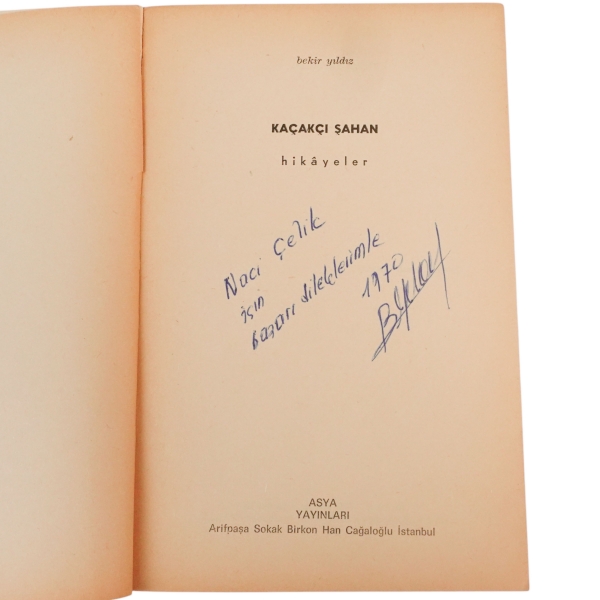 bekir yıldız
KAÇAKÇI ŞAHAN
hikâyeler
Naci Çelik
için
başarı dileklerimle
1970
ASYA
YAYINLARI
Arifpaşa Sokak Birkon Han Cağaloğlu İstanbul